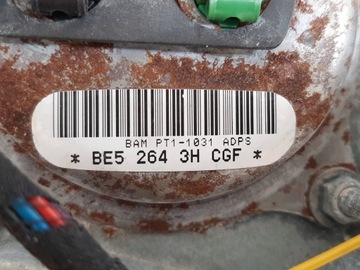 BAM PT1-1031 ADPS
* BE5 264 3H CGF *